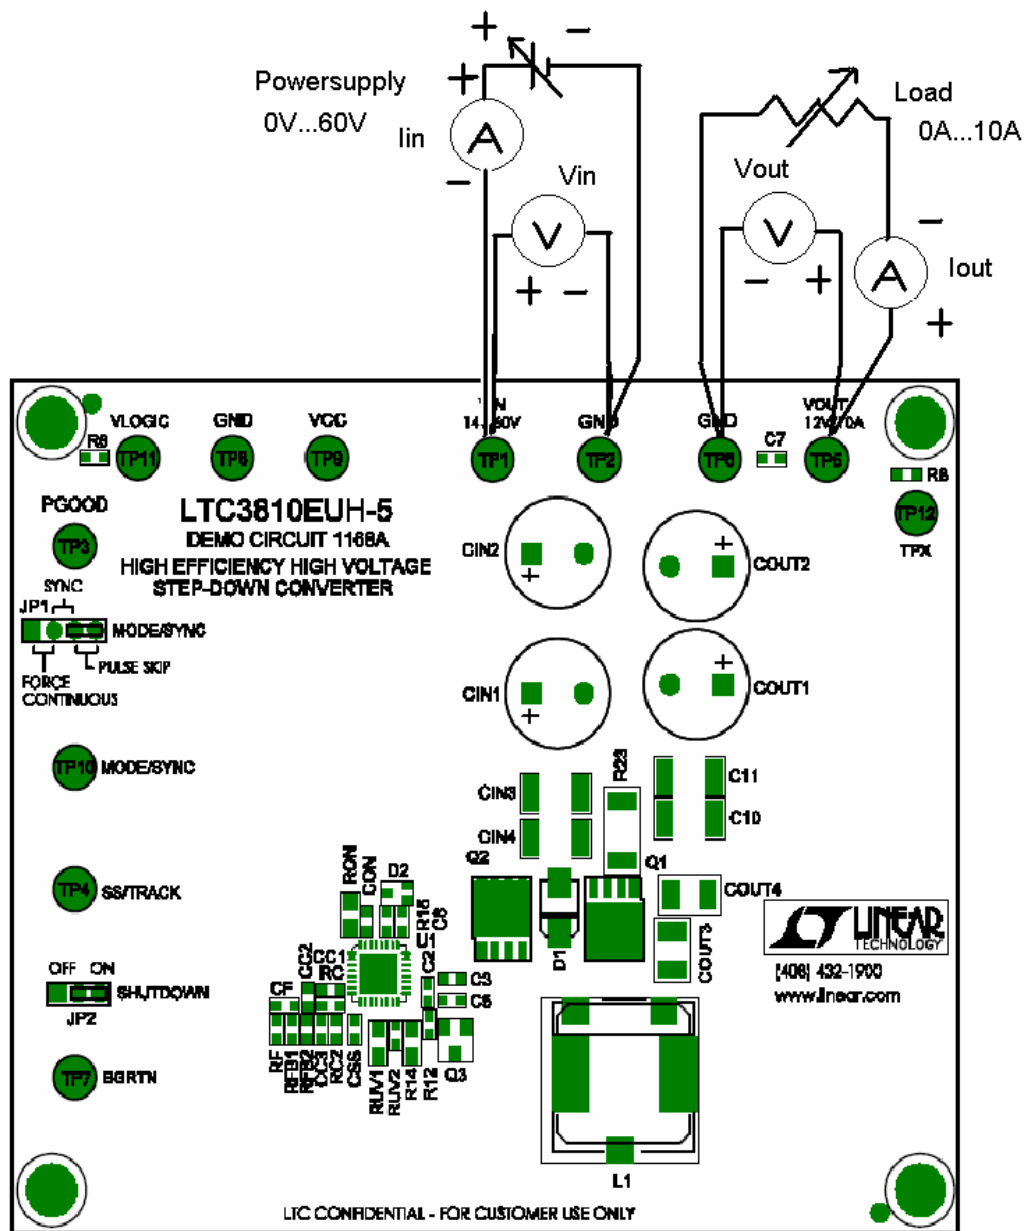 + −
Powersupply
0V...60V
+
Iin
A
−
Vin
V
+ −
Load
0A...10A
Vout
V
− +
−
A
Iout
+
VLOGIC
GND
VCC
GND
GND
VOUT
R6
TP11
TP8
TP9
TP1
TP2
TP6
C7
TP5
R8
TP12
TPX
PGOOD
TP3
LTC3810EUH-5
DEMO CIRCUIT 1168A
HIGH EFFICIENCY HIGH VOLTAGE
STEP-DOWN CONVERTER
SYNC
JP1
MODE/SYNC
PULSE SKIP
FORCE
CONTINUOUS
CIN2
+
+
COUT2
CIN1
+
+
COUT1
TP10 MODE/SYNC
CIN3
CIN4
R23
C11
C10
Q2
Q1
COUT4
COUT3
D1
TP4 SS/TRACK
RON
CON
D2
R15
C8
U1
CC2
CC1
RC
C2
C3
C5
CF
OFF ON
SHUTDOWN
JP2
RF
RFB1
RFB2
CC3
RC2
CSS
RUV1
RUV2
R14
R12
Q3
TP7 BGRTN
L1
LINEAR
TECHNOLOGY
(408) 432-1900
www.linear.com
LTC CONFIDENTIAL - FOR CUSTOMER USE ONLY